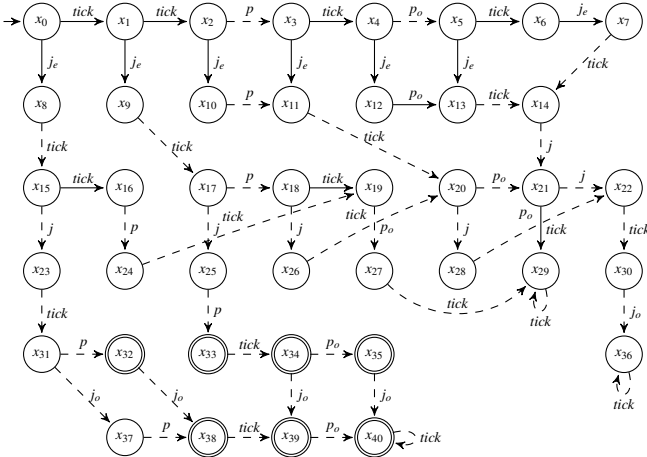 x0 tick x1 tick x2 p x3 tick x4 po x5 tick x6 je x7
je je je je je je tick
x8 x9 x10 p x11 x12 po x13 tick x14
tick tick tick j
x15 tick x16 x17 p x18 tick x19 x20 po x21 j x22
j p tick j j tick po j po tick tick
x23 x24 x25 x26 x27 x28 x29 x30
tick p tick tick jo
x31 p x32 x33 tick x34 po x35 x36
jo jo jo jo tick
x37 p x38 tick x39 po x40 tick